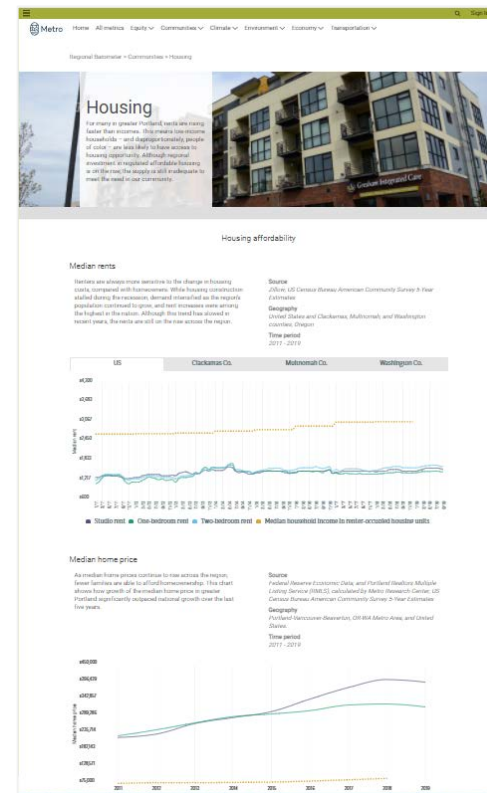 Sign In
Metro Home All metrics Equity Communities Climate Environment Economy Transportation
Regional Barometer > Communities > Housing
Housing
For many in greater Portland, rents are rising
faster than incomes. This means low-income
households – and disproportionately, people
of color – are less likely to have access to
housing opportunity. Although regional
investment in regulated affordable housing
is on the rise, the supply is still inadequate to
meet the need in our community.
Gresham Integrated Care
Housing affordability
Median rents
Renters are always more sensitive to the change in housing
costs, compared with homeowners. While housing construction
stalled during the recession, demand intensified as the region's
population continued to grow, and rent increases were among
the highest in the nation. Although this trend has slowed in
recent years, the rents are still on the rise across the region.
Source
Zillow, US Census Bureau American Community Survey 5-Year
Estimates
Geography
United States and Clackamas, Multnomah, and Washington
counties, Oregon
Time period
2011 - 2019
US Clackamas Co. Multnomah Co. Washington Co.
Median rent
Studio rent One-bedroom rent Two-bedroom rent Median household income in renter-occupied housing units
Median home price
As median home prices continue to rise across the region,
fewer families are able to afford homeownership. This chart
shows how growth of the median home price in greater
Portland significantly outpaced national growth over the last
five years.
Source
Federal Reserve Economic Data, and Portland Realtors Multiple
Listing Service (RMLS), calculated by Metro Research Center, US
Census Bureau American Community Survey 5-Year Estimates
Geography
Portland-Vancouver-Beaverton, OR-WA Metro Area, and United
States
Time period
2011 - 2019
Median home price
$450,000
$75,000
2011 2012 2013 2014 2015 2016 2017 2018 2019